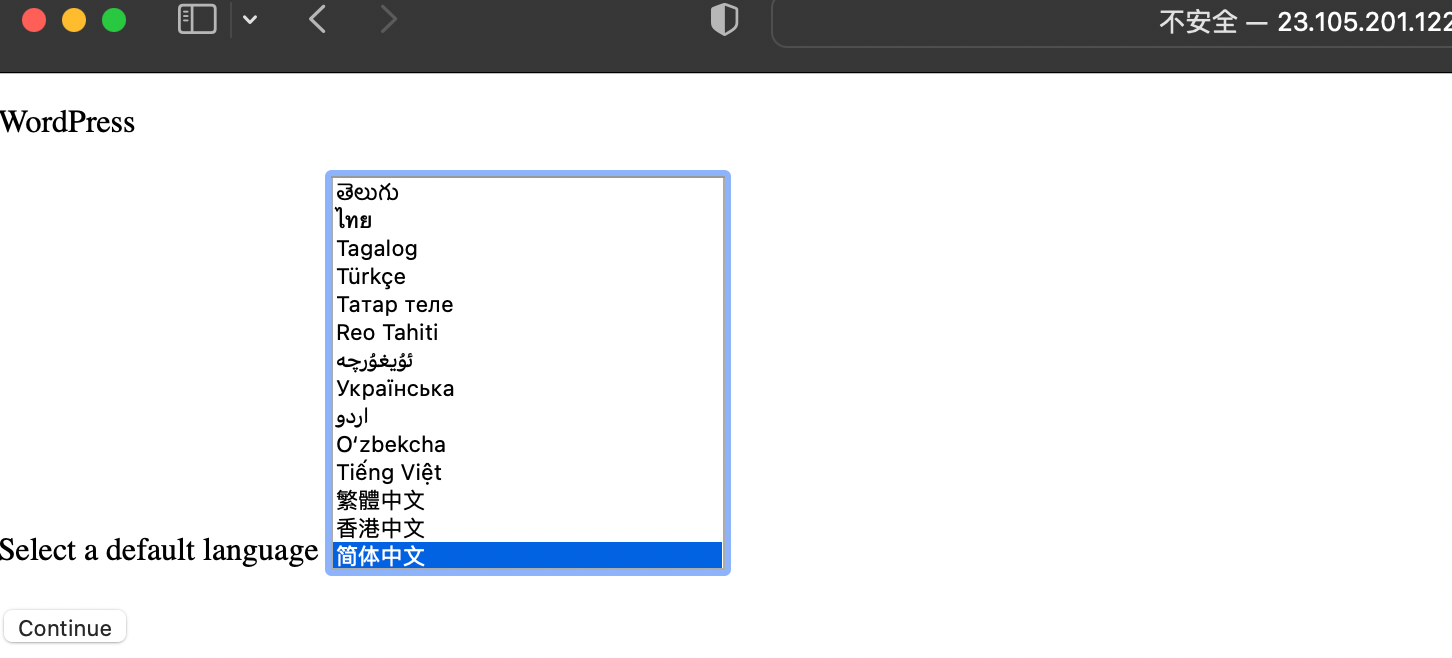 不安全 — 23.105.201.122
WordPress
తెలుగు
ไทย
Tagalog
Türkçe
Татар теле
Reo Tahiti
ئۇيغۇرچە
Українська
اردو
O‘zbekcha
Tiếng Việt
繁體中文
香港中文
Select a default language 简体中文
Continue